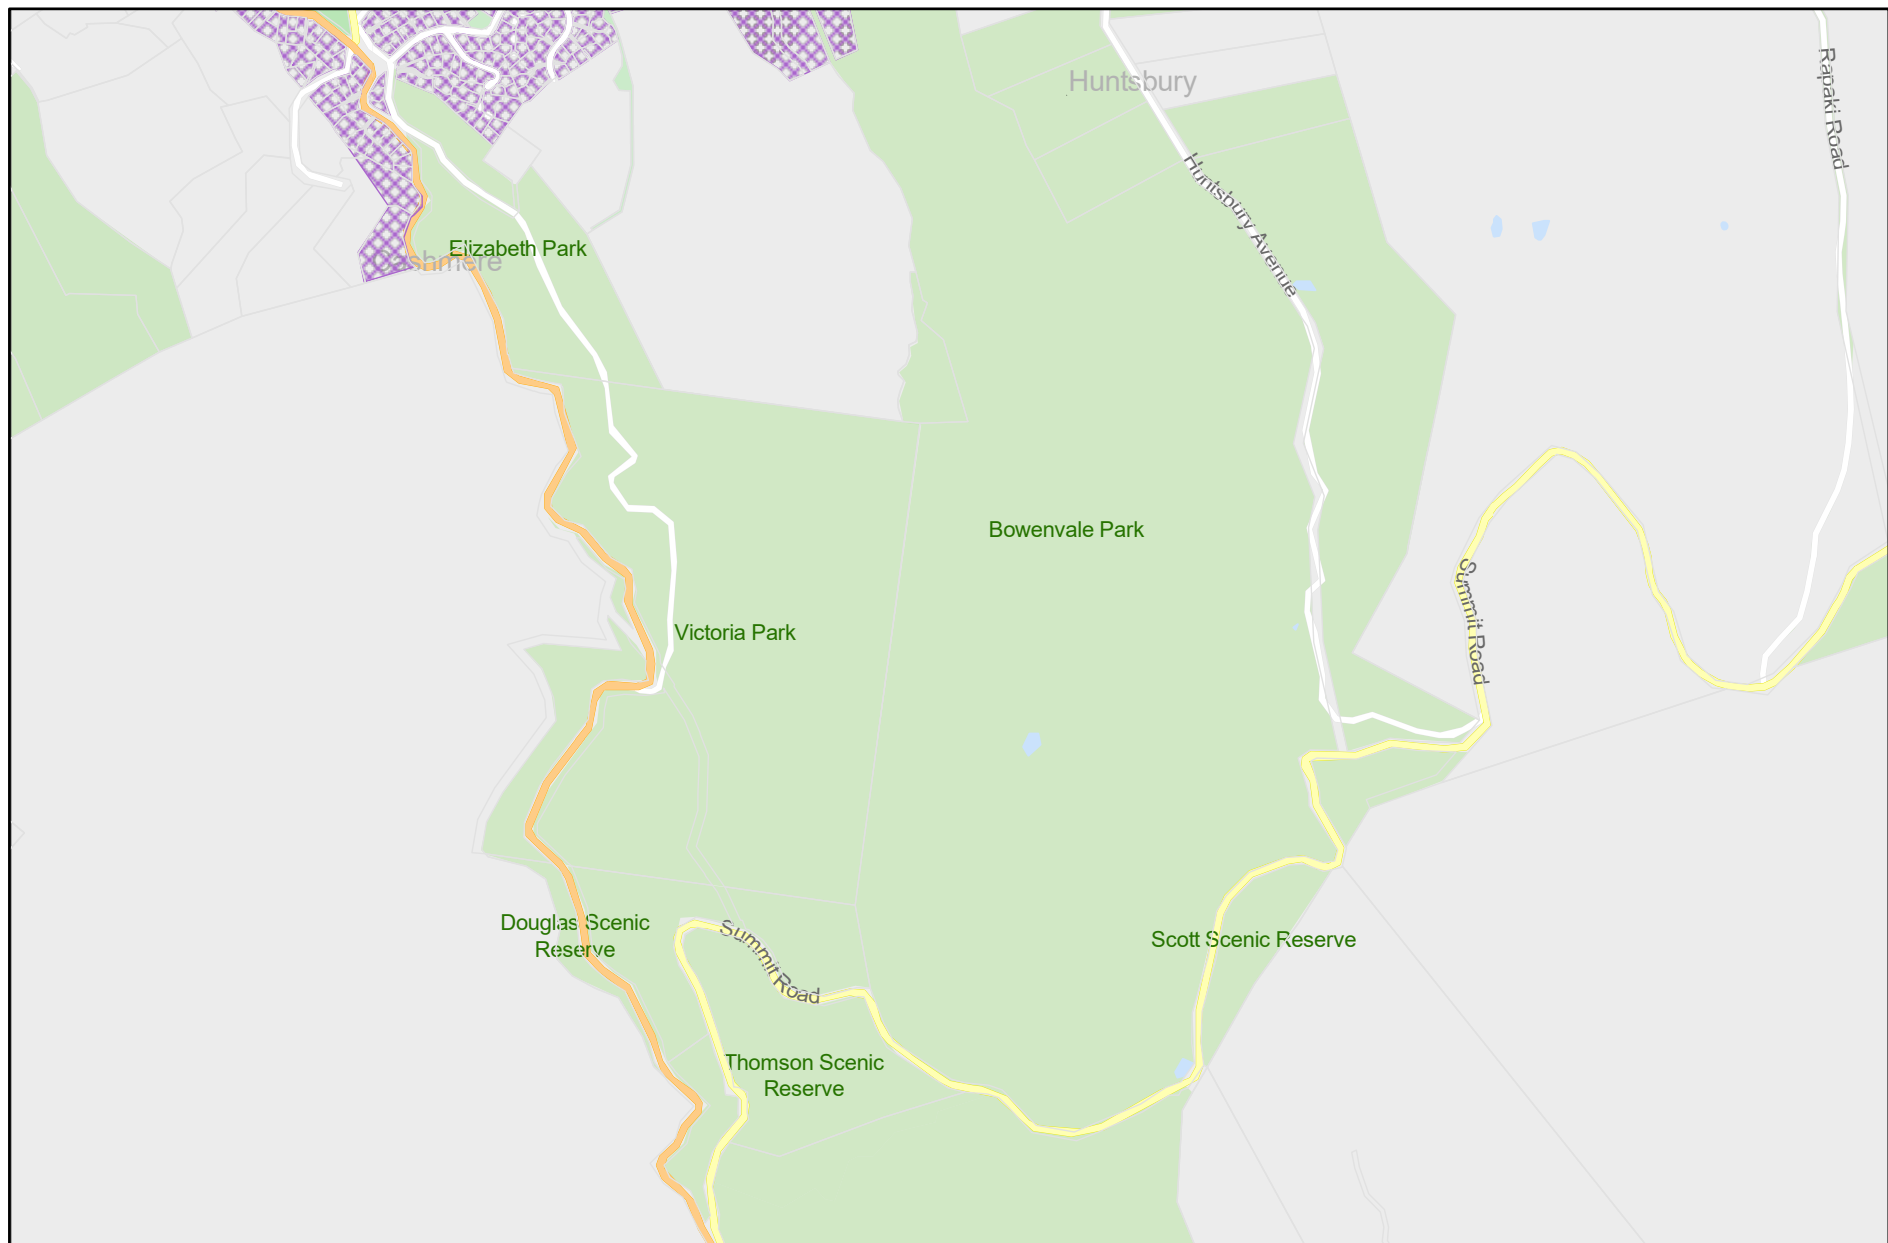 Huntsbury
Rapaki Road
Huntsbury Avenue
Elizabeth Park
Cashmere
Bowenvale Park
Summit Road
Victoria Park
Douglas Scenic
Reserve
Summit Road
Scott Scenic Reserve
Thomson Scenic
Reserve